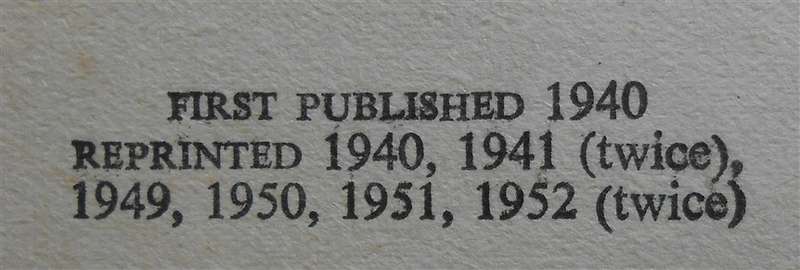 FIRST PUBLISHED 1940
REPRINTED 1940, 1941 (twice),
1949, 1950, 1951, 1952 (twice)